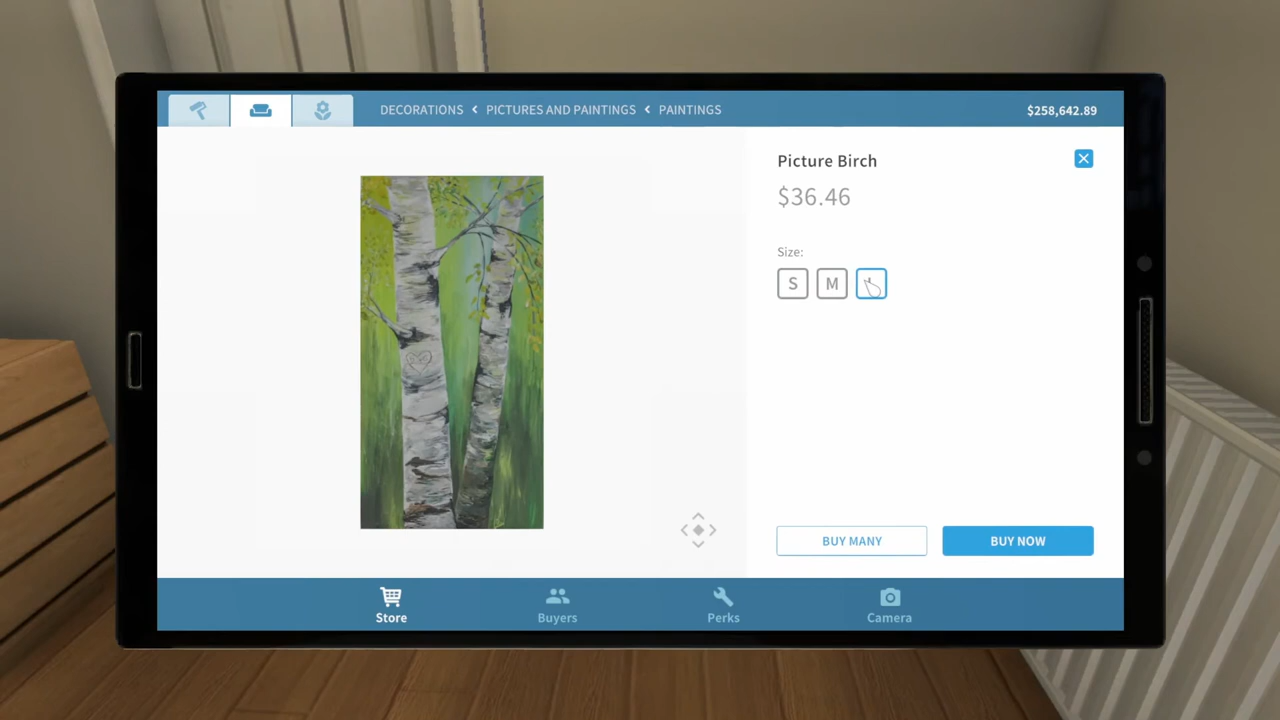 DECORATIONS < PICTURES AND PAINTINGS < PAINTINGS
$258,642.89
Picture Birch
$36.46
Size:
S M
BUY MANY
BUY NOW
Store
Buyers
Perks
Camera